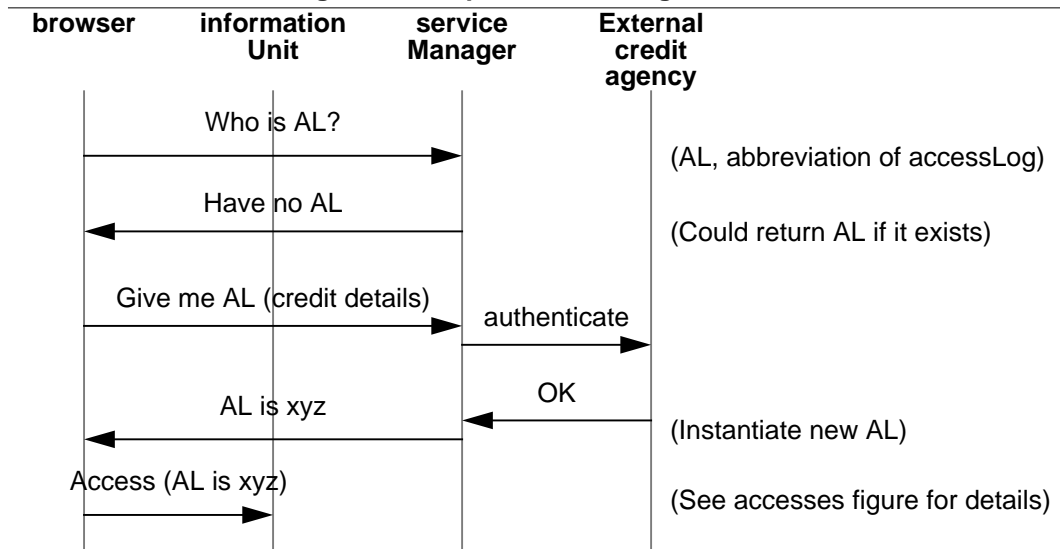 browser information Unit service Manager External credit agency
Who is AL?
(AL, abbreviation of accessLog)
Have no AL
(Could return AL if it exists)
Give me AL (credit details)
authenticate
OK
AL is xyz
(Instantiate new AL)
Access (AL is xyz)
(See accesses figure for details)